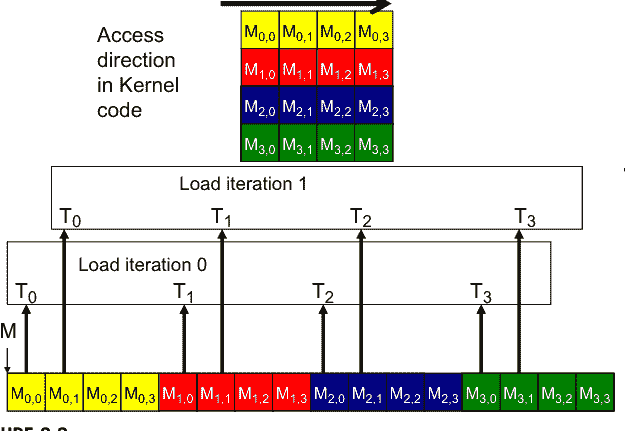 Access
direction
in Kernel
code
M0,0 M0,1 M0,2 M0,3
M1,0 M1,1 M1,2 M1,3
M2,0 M2,1 M2,2 M2,3
M3,0 M3,1 M3,2 M3,3
Load iteration 1
T0 T1 T2 T3
Load iteration 0
T0 T1 T2 T3
M
M0,0 M0,1 M0,2 M0,3 M1,0 M1,1 M1,2 M1,3 M2,0 M2,1 M2,2 M2,3 M3,0 M3,1 M3,2 M3,3